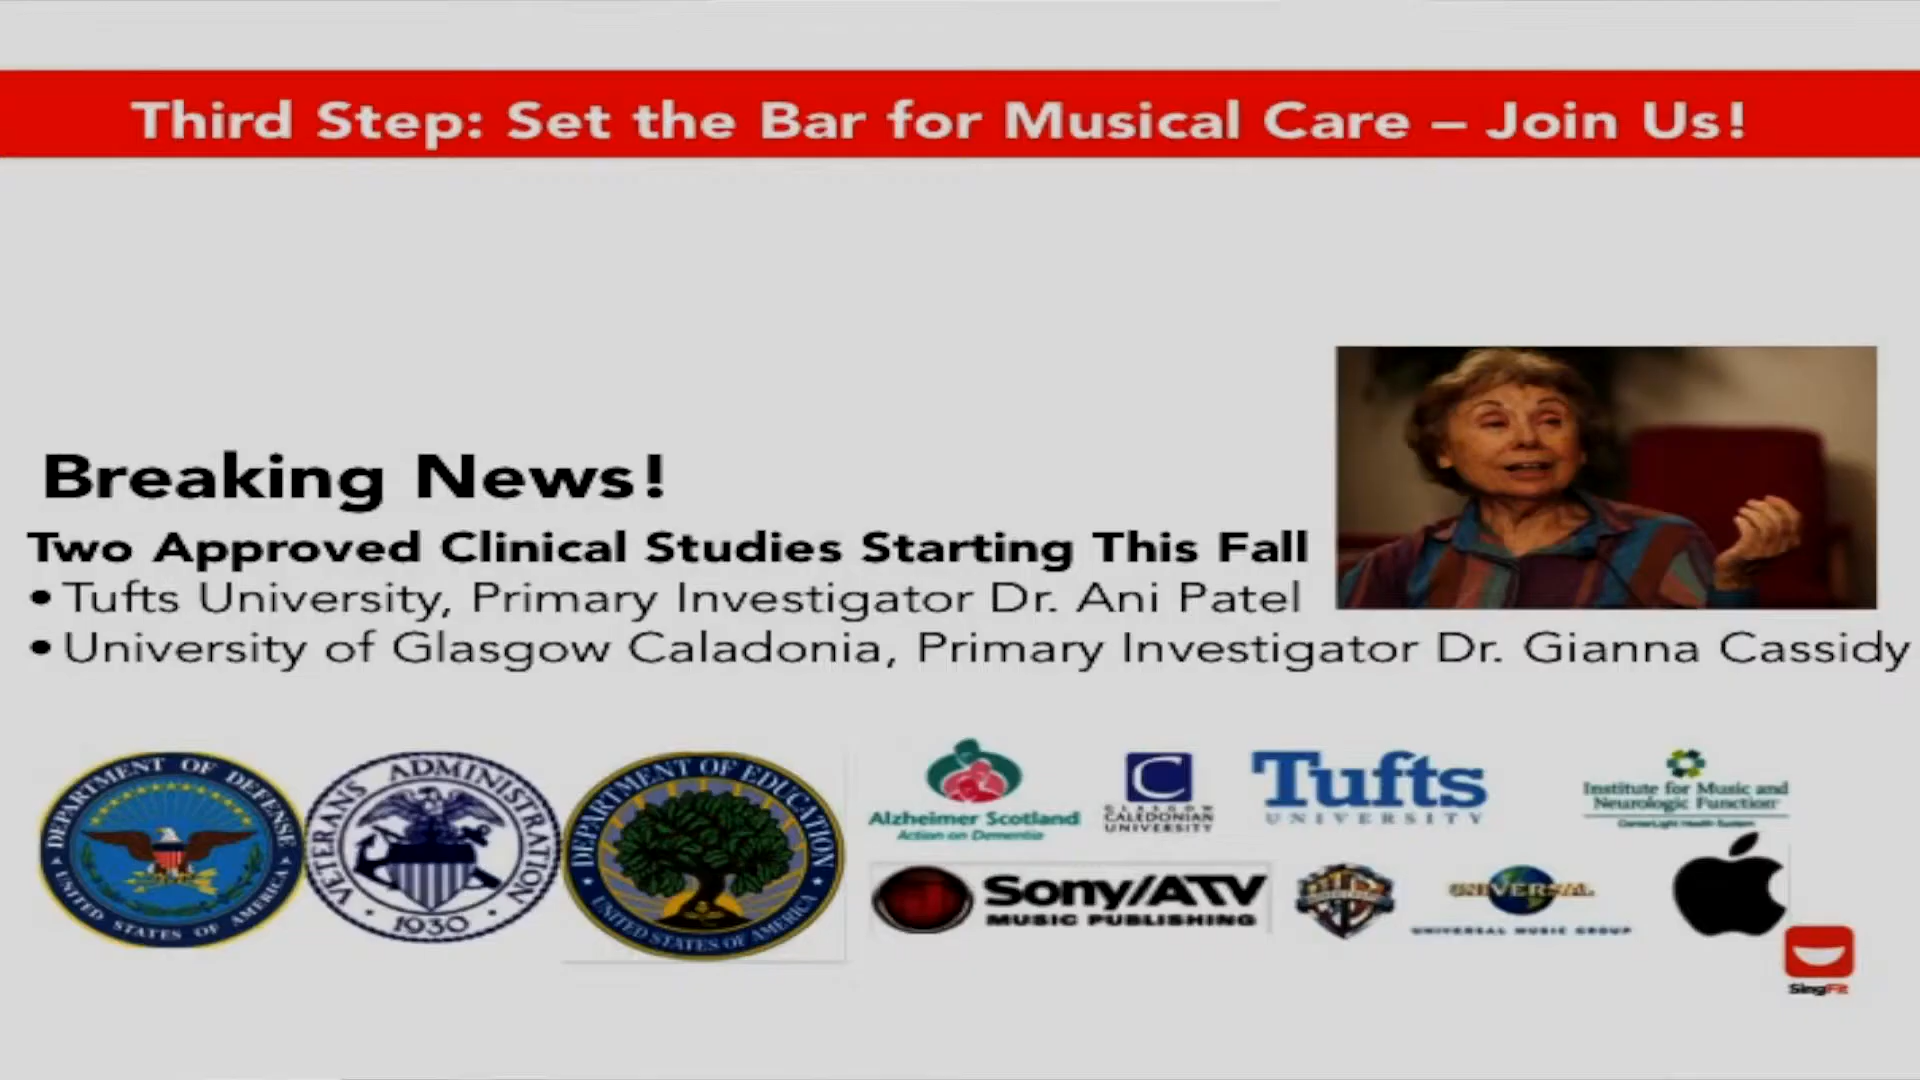 Third Step: Set the Bar for Musical Care – Join Us!
Breaking News!
Two Approved Clinical Studies Starting This Fall
• Tufts University, Primary Investigator Dr. Ani Patel
• University of Glasgow Caladonia, Primary Investigator Dr. Gianna Cassidy
DEPARTMENT OF DEFENSE
UNITED STATES OF AMERICA
VETERANS ADMINISTRATION
1930
DEPARTMENT OF EDUCATION
UNITED STATES OF AMERICA
Alzheimer Scotland
Action on Dementia
C
GLASGOW
CALEDONIAN
UNIVERSITY
Tufts
UNIVERSITY
Institute for Music and
Neurologic Function
CenterLight Health System
Sony/ATV
MUSIC PUBLISHING
UNIVERSAL
UNIVERSAL MUSIC GROUP
SingFit